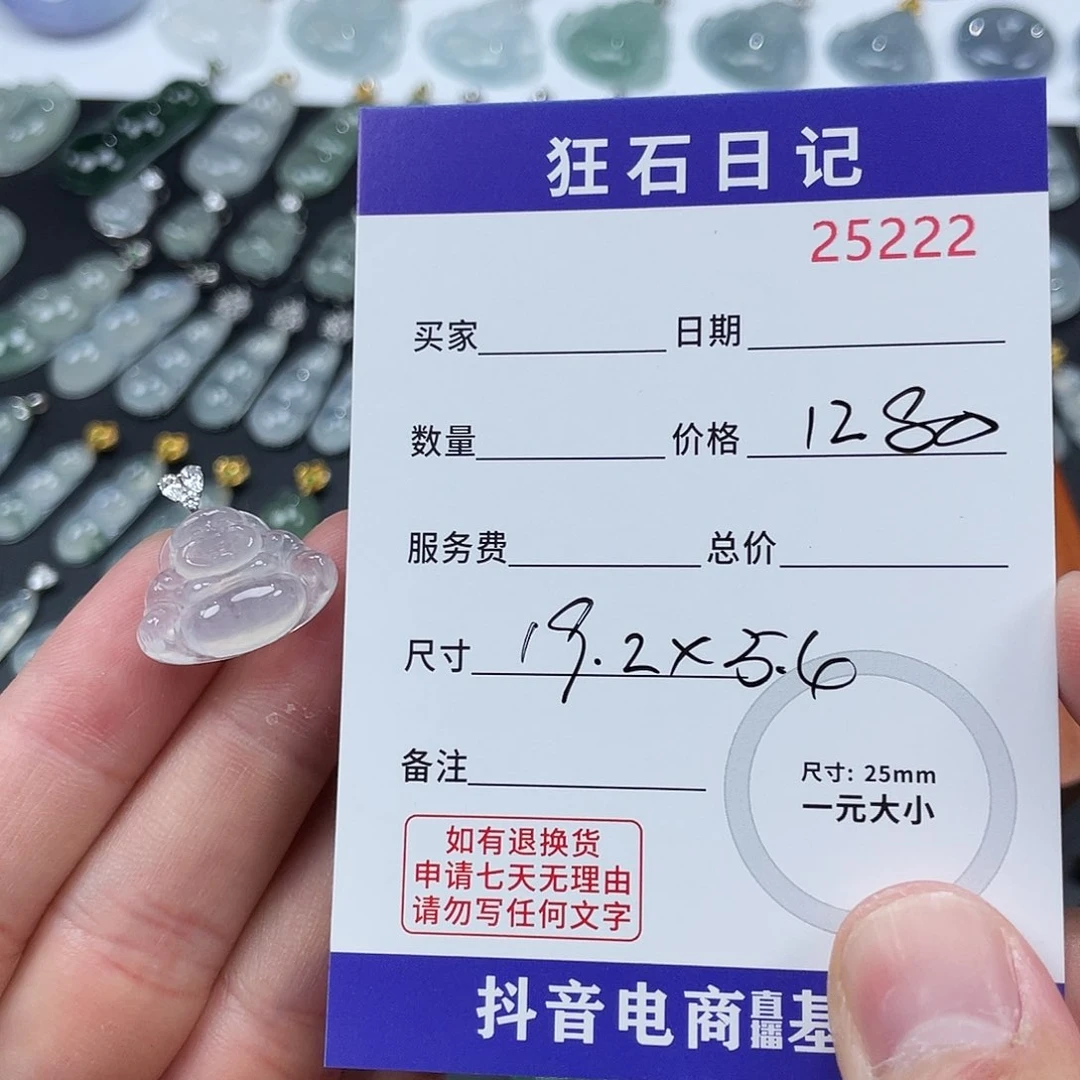 狂石日记
25222
买家 日期
数量 价格 1280
服务费 总价
尺寸 19.2×5.6
备注
尺寸: 25mm
一元大小
如有退换货
申请七天无理由
请勿写任何文字
抖音电商直播基